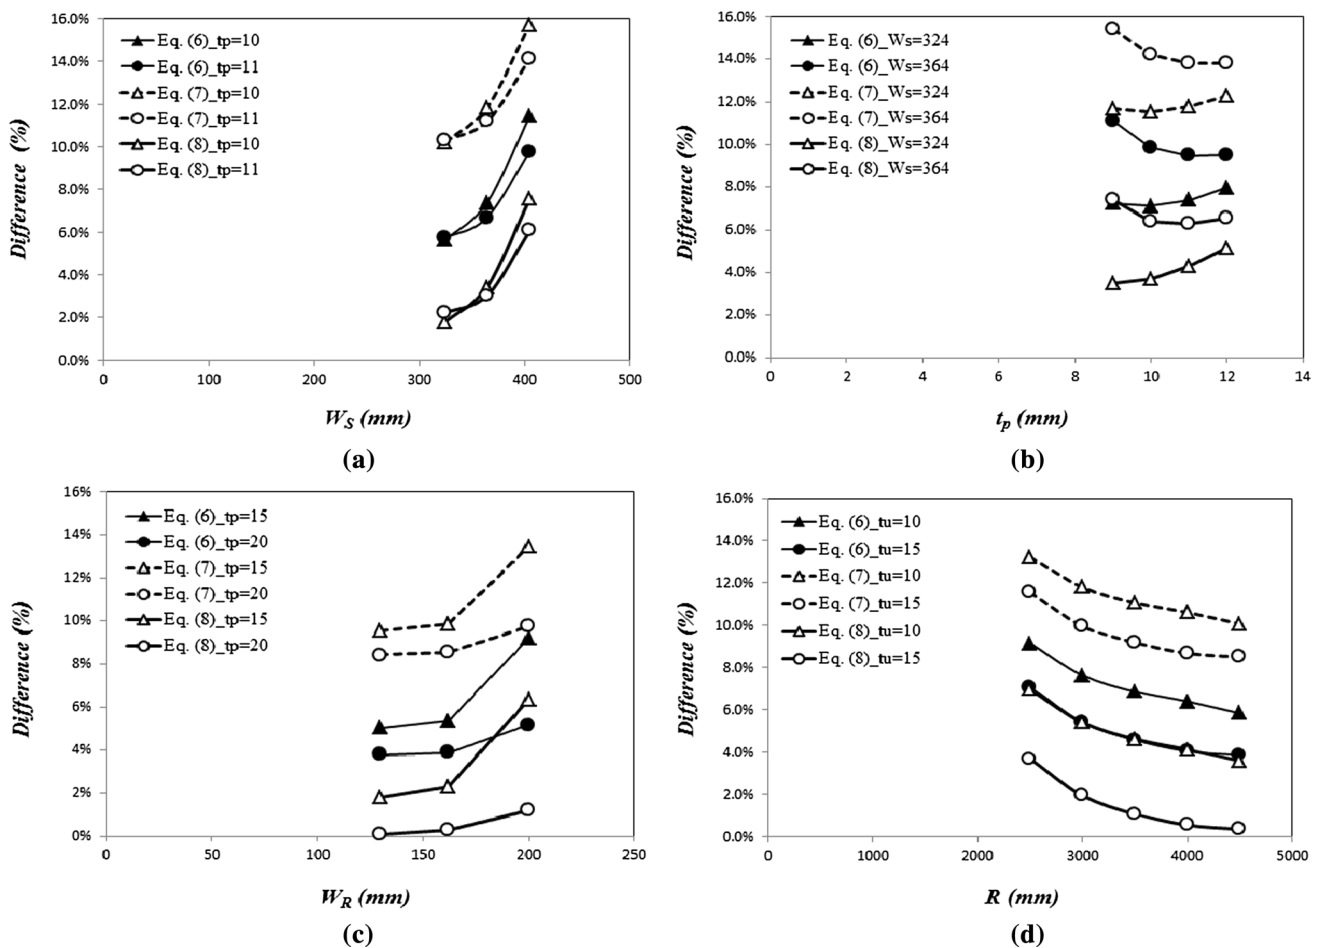 16.0%
14.0%
12.0%
10.0%
8.0%
6.0%
4.0%
2.0%
0.0%
Difference (%)
Eq. (6)_tp=10
Eq. (6)_tp=11
Eq. (7)_tp=10
Eq. (7)_tp=11
Eq. (8)_tp=10
Eq. (8)_tp=11
0 100 200 300 400 500
W_S (mm)
(a)
16.0%
14.0%
12.0%
10.0%
8.0%
6.0%
4.0%
2.0%
0.0%
Difference (%)
Eq. (6)_Ws=324
Eq. (6)_Ws=364
Eq. (7)_Ws=324
Eq. (7)_Ws=364
Eq. (8)_Ws=324
Eq. (8)_Ws=364
0 2 4 6 8 10 12 14
t_p (mm)
(b)
16%
14%
12%
10%
8%
6%
4%
2%
0%
Difference (%)
Eq. (6)_tp=15
Eq. (6)_tp=20
Eq. (7)_tp=15
Eq. (7)_tp=20
Eq. (8)_tp=15
Eq. (8)_tp=20
0 50 100 150 200 250
W_R (mm)
(c)
16.0%
14.0%
12.0%
10.0%
8.0%
6.0%
4.0%
2.0%
0.0%
Difference (%)
Eq. (6)_tu=10
Eq. (6)_tu=15
Eq. (7)_tu=10
Eq. (7)_tu=15
Eq. (8)_tu=10
Eq. (8)_tu=15
0 1000 2000 3000 4000 5000
R (mm)
(d)